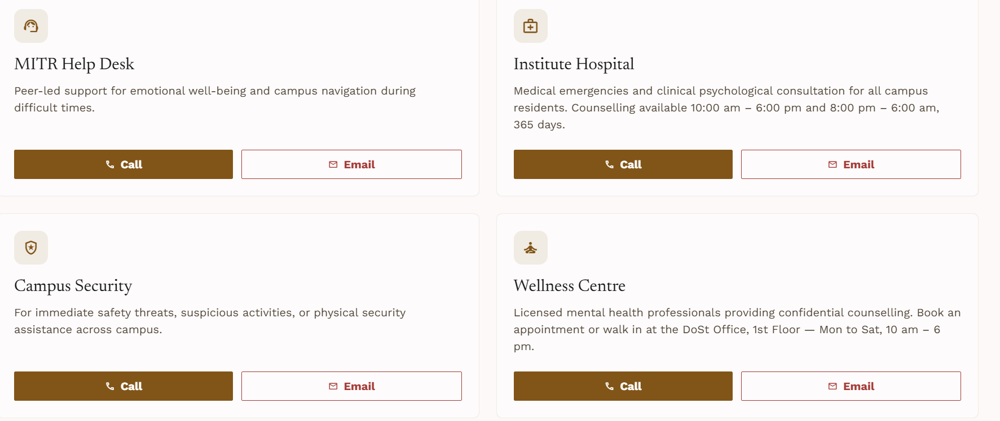 MITR Help Desk
Peer-led support for emotional well-being and campus navigation during
difficult times.
Call
Email
Institute Hospital
Medical emergencies and clinical psychological consultation for all campus
residents. Counselling available 10:00 am – 6:00 pm and 8:00 pm – 6:00 am,
365 days.
Call
Email
Campus Security
For immediate safety threats, suspicious activities, or physical security
assistance across campus.
Call
Email
Wellness Centre
Licensed mental health professionals providing confidential counselling. Book an
appointment or walk in at the DoSt Office, 1st Floor — Mon to Sat, 10 am – 6
pm.
Call
Email